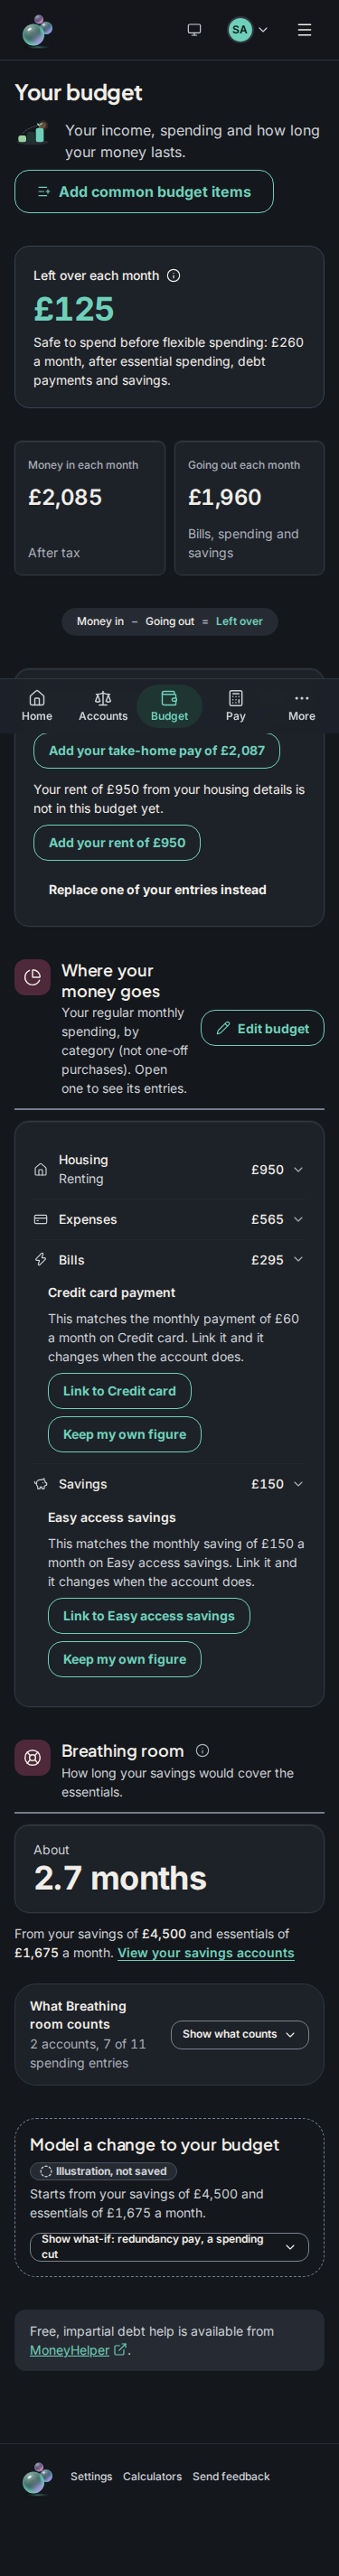 SA
Your budget
Your income, spending and how long
your money lasts.
Add common budget items
Left over each month
£125
Safe to spend before flexible spending: £260
a month, after essential spending, debt
payments and savings.
Money in each month
£2,085
After tax
Going out each month
£1,960
Bills, spending and
savings
Money in − Going out = Left over
Home
Accounts
Budget
Pay
More
Add your take-home pay of £2,087
Your rent of £950 from your housing details is
not in this budget yet.
Add your rent of £950
Replace one of your entries instead
Where your
money goes
Your regular monthly
spending, by
category (not one-off
purchases). Open
one to see its entries.
Edit budget
Housing
Renting
£950
Expenses
£565
Bills
£295
Credit card payment
This matches the monthly payment of £60
a month on Credit card. Link it and it
changes when the account does.
Link to Credit card
Keep my own figure
Savings
£150
Easy access savings
This matches the monthly saving of £150 a
month on Easy access savings. Link it and
it changes when the account does.
Link to Easy access savings
Keep my own figure
Breathing room
How long your savings would cover the
essentials.
About
2.7 months
From your savings of £4,500 and essentials of
£1,675 a month. View your savings accounts
What Breathing
room counts
2 accounts, 7 of 11
spending entries
Show what counts
Model a change to your budget
Illustration, not saved
Starts from your savings of £4,500 and
essentials of £1,675 a month.
Show what-if: redundancy pay, a spending
cut
Free, impartial debt help is available from
MoneyHelper.
Settings
Calculators
Send feedback